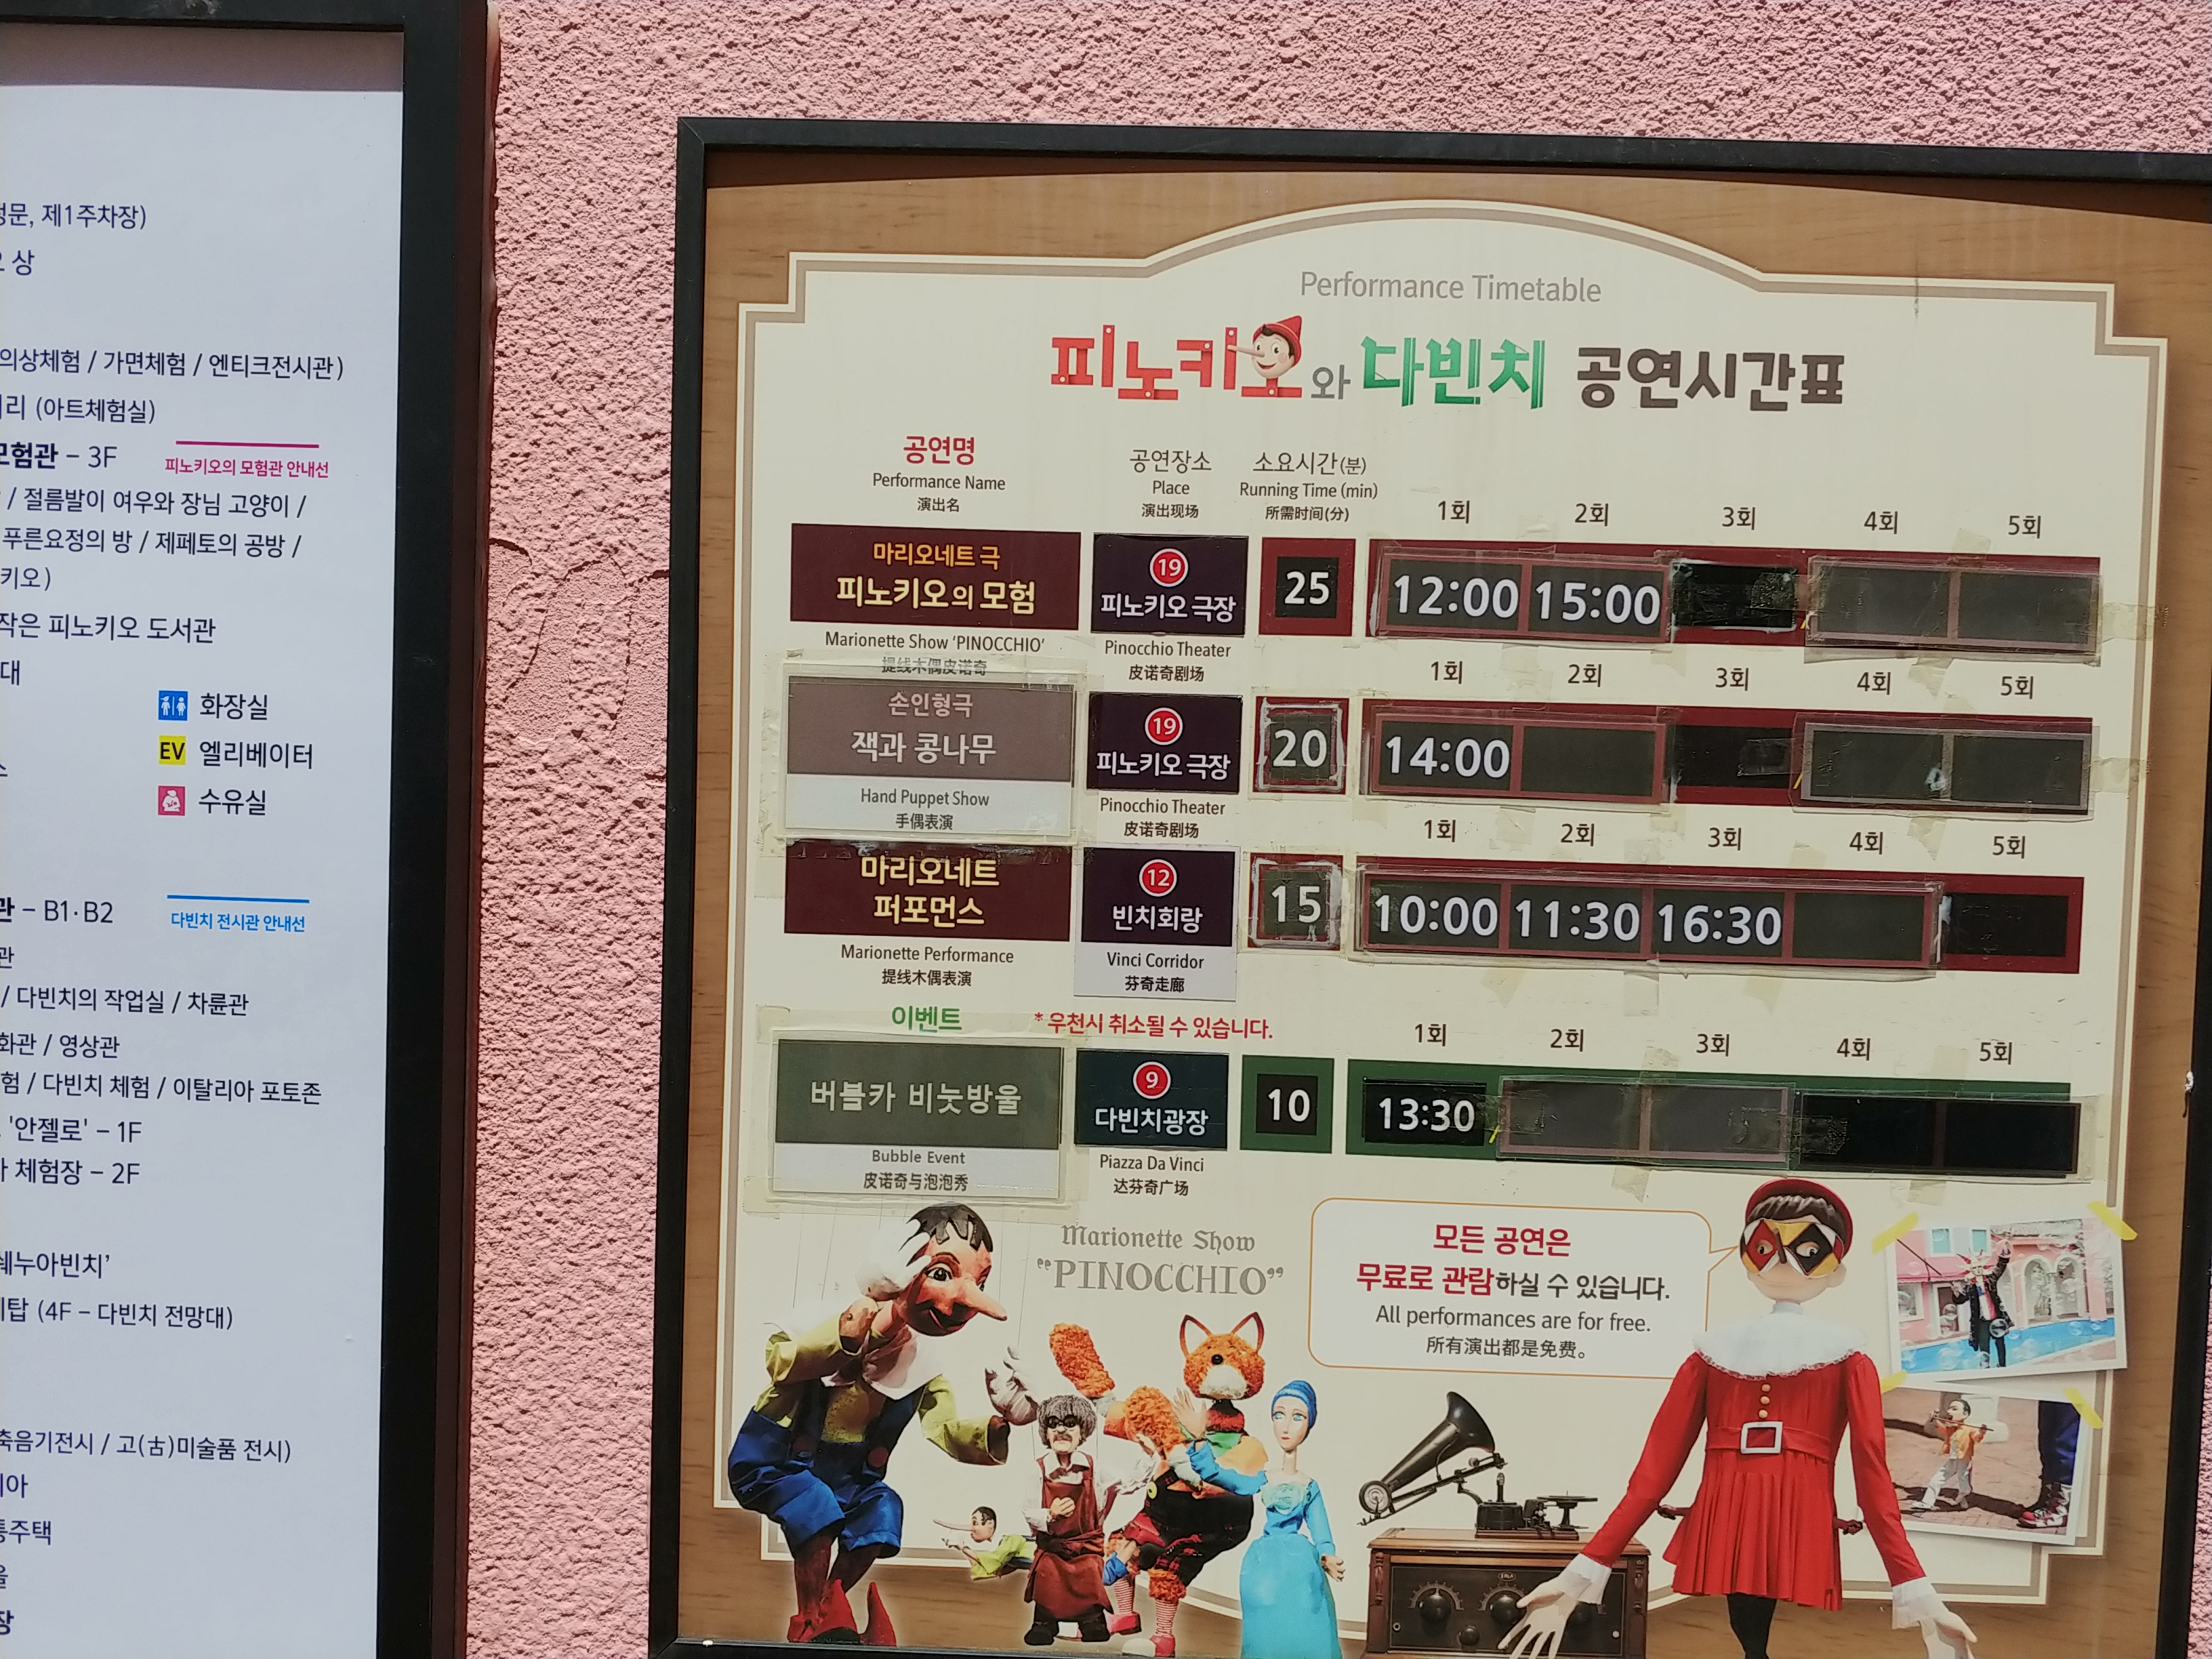 제1주차장)
상
의상체험 / 가면체험 / 엔티크전시관)
(아트체험실)
모험관 – 3F
피노키오의 모험관 안내선
/ 절름발이 여우와 장님 고양이 /
푸른요정의 방 / 제페토의 공방 /
키오)
작은 피노키오 도서관
대
화장실
EV 엘리베이터
수유실
관 – B1·B2
다빈치 전시관 안내선
관
/ 다빈치의 작업실 / 차륜관
화관 / 영상관
험 / 다빈치 체험 / 이탈리아 포토존
'안젤로' – 1F
체험장 – 2F
제누아빈치'
탑 (4F – 다빈치 전망대)
축음기전시 / 고(古)미술품 전시)
아
통주택
을
장
Performance Timetable
피노키오와 다빈치 공연시간표
공연명
Performance Name
演出名
공연장소
Place
演出现场
소요시간(분)
Running Time (min)
所需时间(分)
1회 2회 3회 4회 5회
마리오네트 극
피노키오의 모험
Marionette Show ‘PINOCCHIO‘
提线木偶皮诺奇
19
피노키오 극장
Pinocchio Theater
皮诺奇剧场
25
12:00 15:00
1회 2회 3회 4회 5회
손인형극
잭과 콩나무
Hand Puppet Show
手偶表演
19
피노키오 극장
Pinocchio Theater
皮诺奇剧场
20
14:00
1회 2회 3회 4회 5회
마리오네트
퍼포먼스
Marionette Performance
提线木偶表演
12
빈치회랑
Vinci Corridor
芬奇走廊
15
10:00 11:30 16:30
이벤트
* 우천시 취소될 수 있습니다.
1회 2회 3회 4회 5회
버블카 비눗방울
Bubble Event
皮诺奇与泡泡秀
9
다빈치광장
Piazza Da Vinci
达芬奇广场
10
13:30
Marionette Show
“PINOCCHIO”
모든 공연은
무료로 관람하실 수 있습니다.
All performances are for free.
所有演出都是免费。